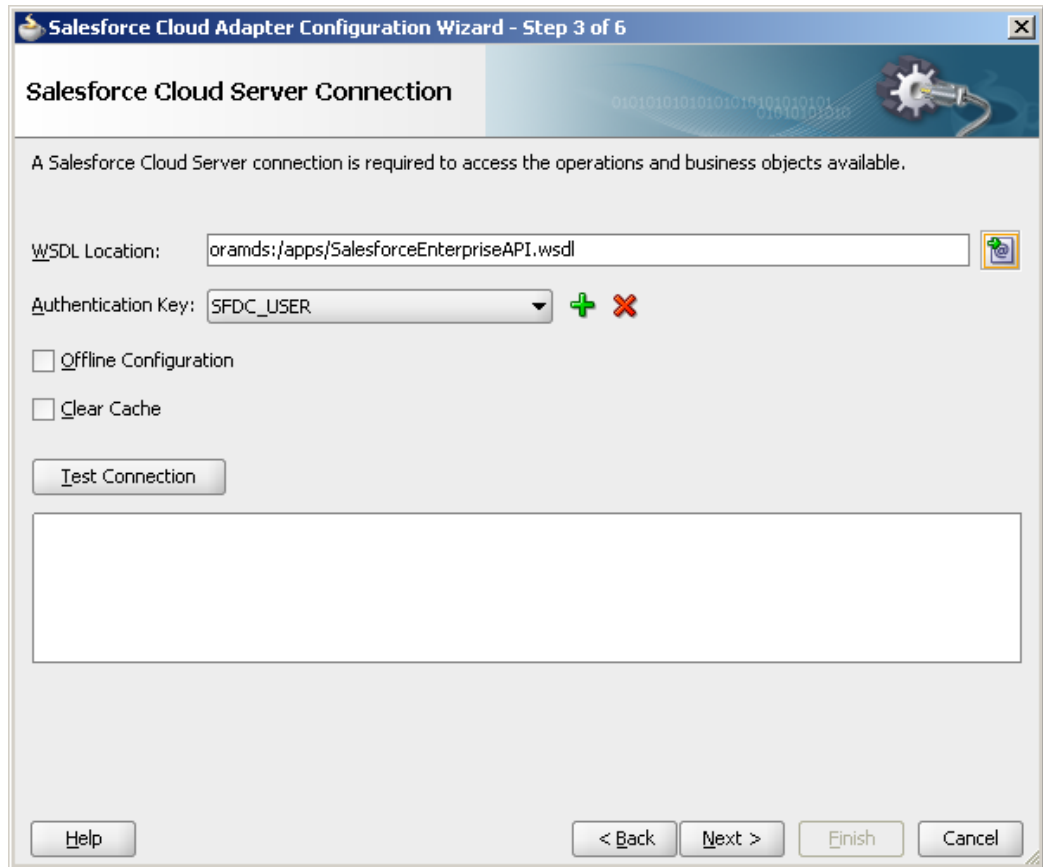 Salesforce Cloud Adapter Configuration Wizard - Step 3 of 6
Salesforce Cloud Server Connection
A Salesforce Cloud Server connection is required to access the operations and business objects available.
WSDL Location: oramds:/apps/SalesforceEnterpriseAPI.wsdl
Authentication Key: SFDC_USER
Offline Configuration
Clear Cache
Test Connection
Help < Back Next > Finish Cancel